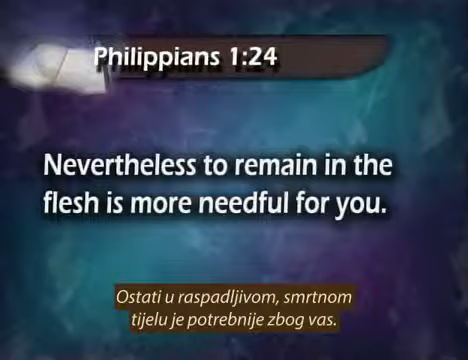 Philippians 1:24
Nevertheless to remain in the
flesh is more needful for you.
Ostati u raspadljivom, smrtnom
tijelu je potrebnije zbog vas.